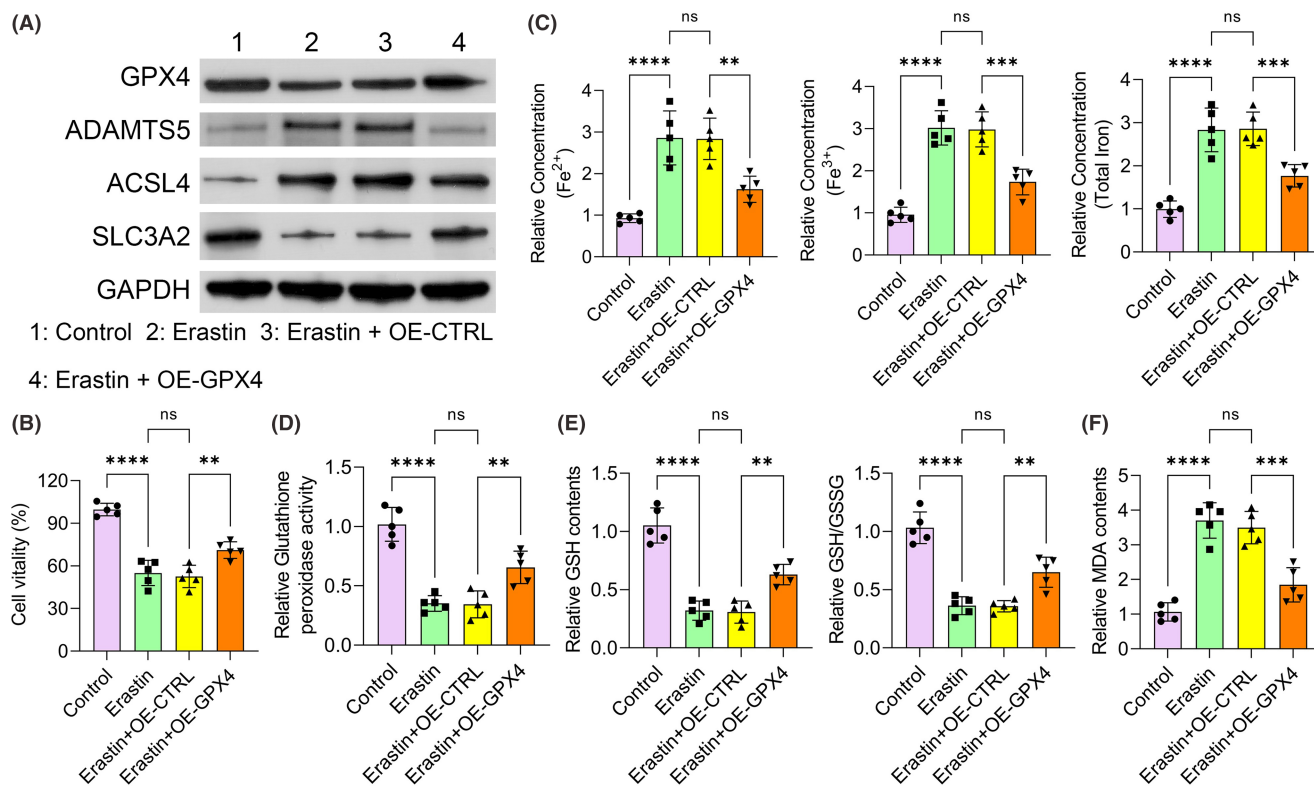 (A)
1 2 3 4
GPX4
ADAMTS5
ACSL4
SLC3A2
GAPDH
1: Control 2: Erastin 3: Erastin + OE-CTRL
4: Erastin + OE-GPX4
(C)
ns
**** **
Relative Concentration
(Fe2+)
4
3
2
1
0
Control
Erastin
Erastin+OE-CTRL
Erastin+OE-GPX4
ns
**** ***
Relative Concentration
(Fe3+)
4
3
2
1
0
Control
Erastin
Erastin+OE-CTRL
Erastin+OE-GPX4
ns
**** ***
Relative Concentration
(Total Iron)
4
3
2
1
0
Control
Erastin
Erastin+OE-CTRL
Erastin+OE-GPX4
(B)
ns
**** **
Cell vitality (%)
120
90
60
30
0
Control
Erastin
Erastin+OE-CTRL
Erastin+OE-GPX4
(D)
ns
**** **
Relative Glutathione
peroxidase activity
1.5
1.0
0.5
0.0
Control
Erastin
Erastin+OE-CTRL
Erastin+OE-GPX4
(E)
ns
**** **
Relative GSH contents
1.5
1.0
0.5
0.0
Control
Erastin
Erastin+OE-CTRL
Erastin+OE-GPX4
ns
**** **
Relative GSH/GSSG
1.5
1.0
0.5
0.0
Control
Erastin
Erastin+OE-CTRL
Erastin+OE-GPX4
(F)
ns
**** ***
Relative MDA contents
5
4
3
2
1
0
Control
Erastin
Erastin+OE-CTRL
Erastin+OE-GPX4